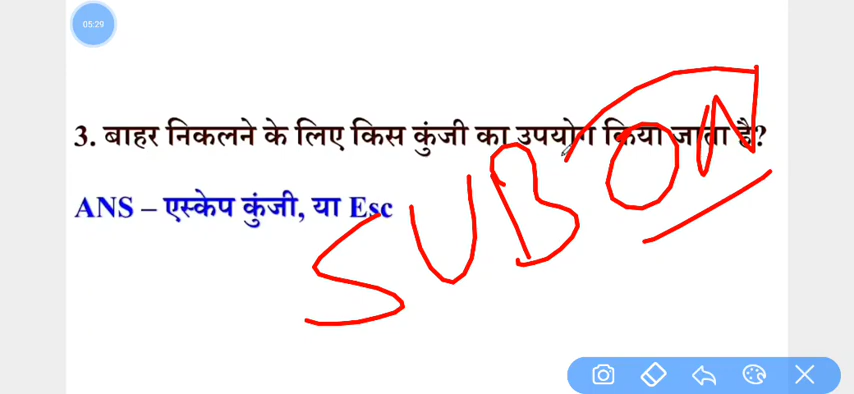 05:29
3. बाहर निकलने के लिए किस कुंजी का उपयोग किया जाता है?
ANS – एस्केप कुंजी, या Esc
SUBON